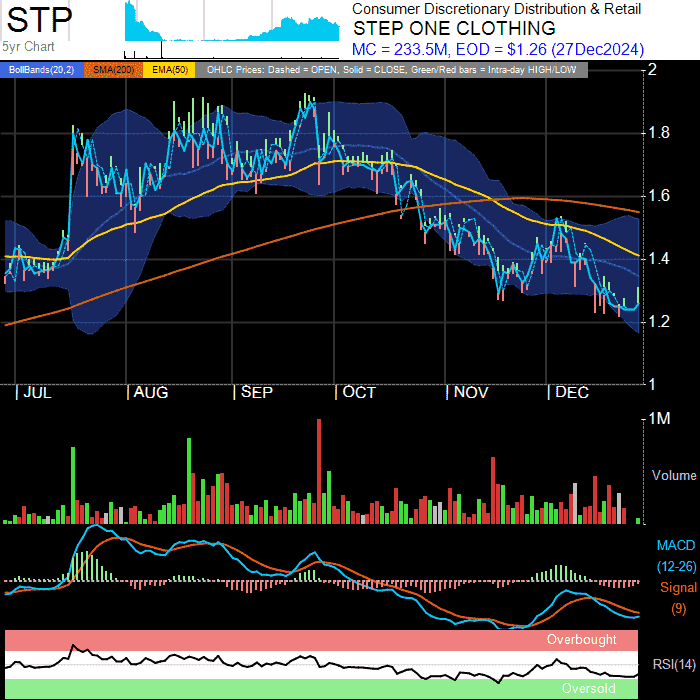 STP
5yr Chart
Consumer Discretionary Distribution & Retail
STEP ONE CLOTHING
MC = 233.5M, EOD = $1.26 (27Dec2024)
BollBands(20,2) SMA(200) EMA(50) OHLC Prices: Dashed = OPEN, Solid = CLOSE, Green/Red bars = Intra-day HIGH/LOW
2
1.8
1.6
1.4
1.2
1
JUL AUG SEP OCT NOV DEC
1M
Volume
MACD
(12-26)
Signal
(9)
Overbought
RSI(14)
Oversold